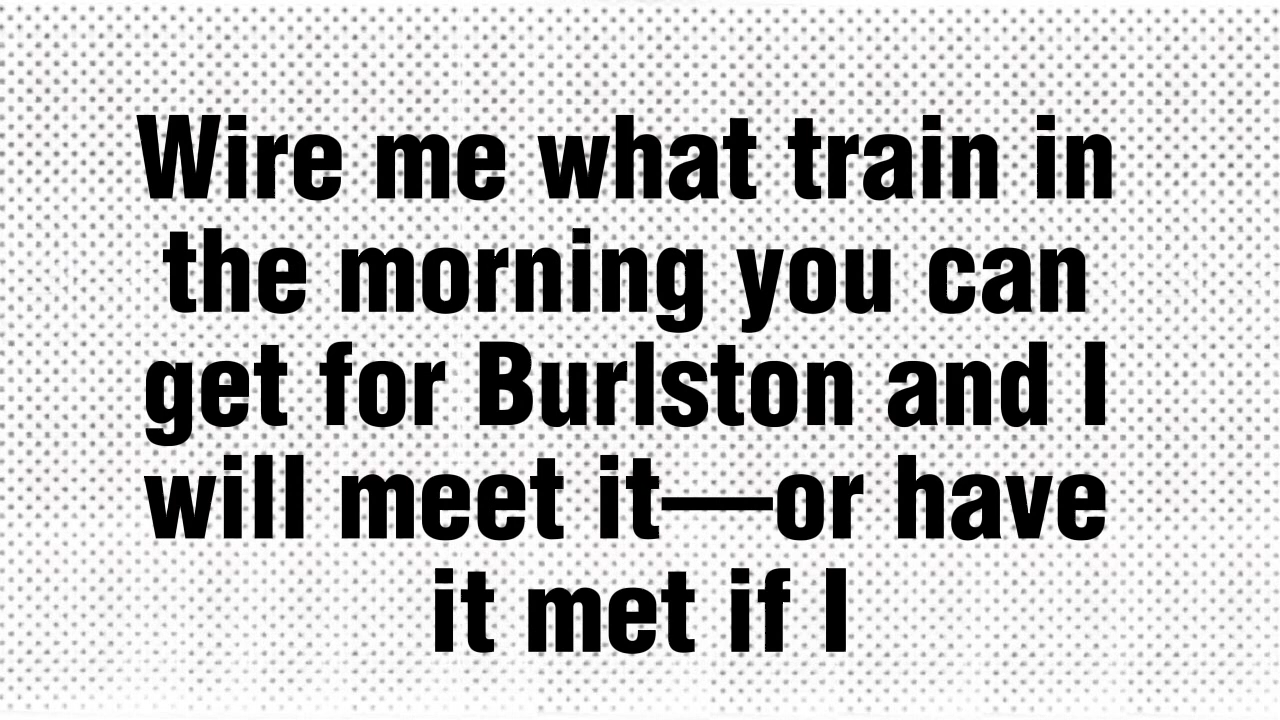 Wire me what train in
the morning you can
get for Burlston and I
will meet it—or have
it met if I